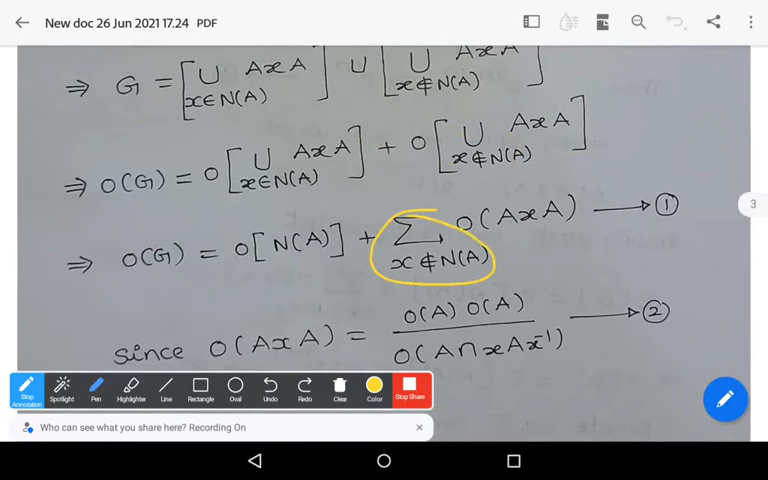 New doc 26 Jun 2021 17.24 PDF
⇒ G = [ ∪ AxA ] ∪ [ ∪ AxA ]
x∈N(A) x∉N(A)
⇒ O(G) = O [ ∪ AxA ] + O [ ∪ AxA ]
x∈N(A) x∉N(A)
⇒ O(G) = O[N(A)] + ∑ O(AxA) → ①
x∉N(A)
3
since O(AxA) = O(A) O(A) / O(A∩xAx⁻¹) → ②
Stop Annotation Spotlight Pen Highlighter Line Rectangle Oval Undo Redo Clear Color Stop Share
Who can see what you share here? Recording On